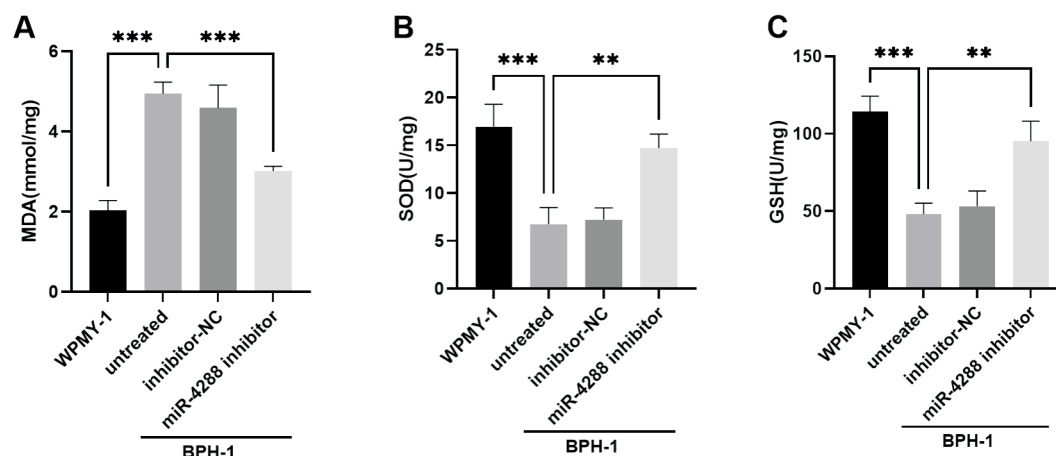 A
MDA(mmol/mg)
6
4
2
0
***
***
WPMY-1
untreated
inhibitor-NC
miR-4288 inhibitor
BPH-1
B
SOD(U/mg)
25
20
15
10
5
0
***
**
WPMY-1
untreated
inhibitor-NC
miR-4288 inhibitor
BPH-1
C
GSH(U/mg)
150
100
50
0
***
**
WPMY-1
untreated
inhibitor-NC
miR-4288 inhibitor
BPH-1